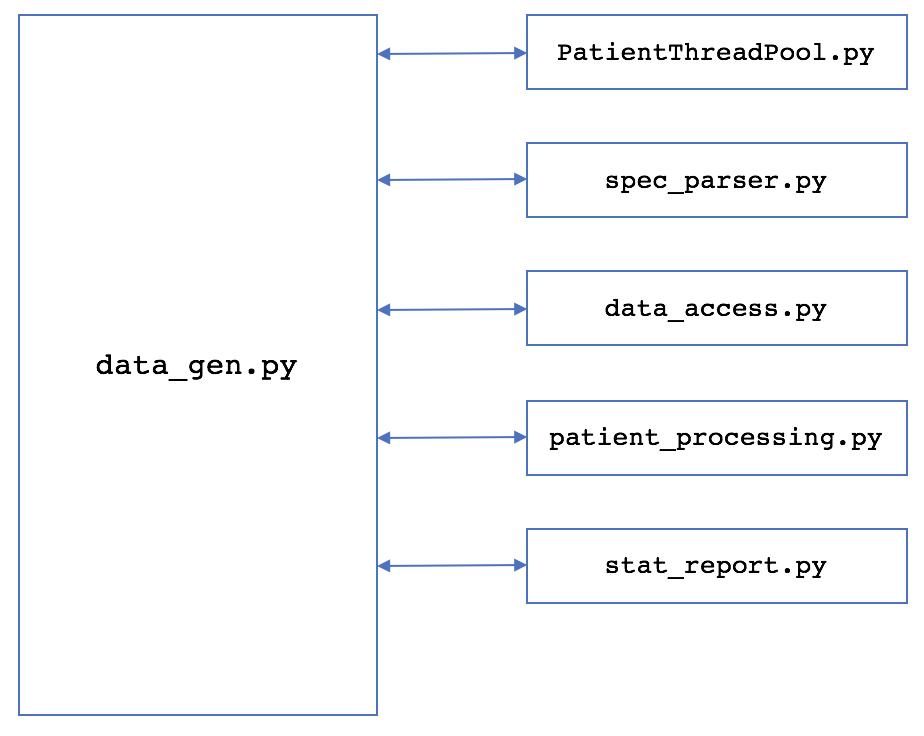 PatientThreadPool.py
spec_parser.py
data_access.py
data_gen.py
patient_processing.py
stat_report.py